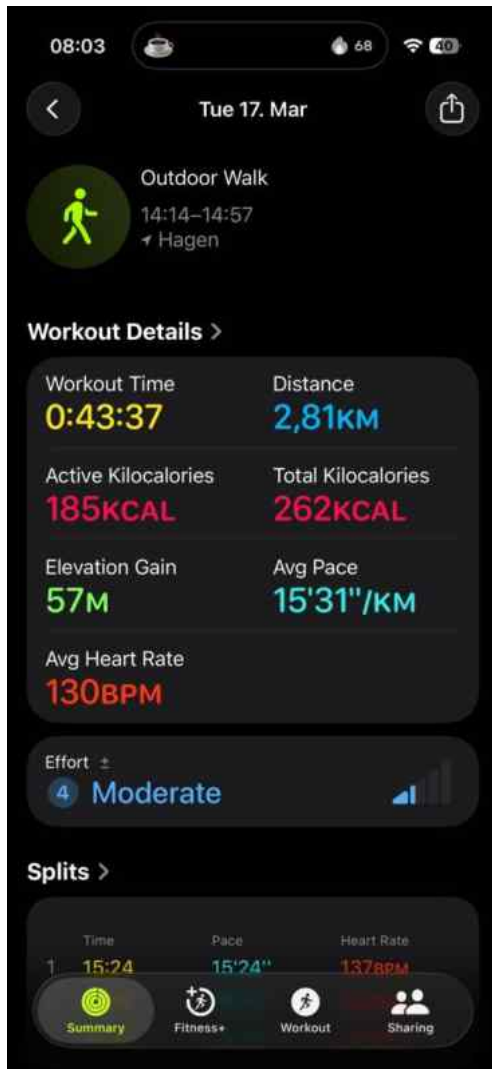 08:03
68
40
Tue 17. Mar
Outdoor Walk
14:14–14:57
Hagen
Workout Details
Workout Time Distance
0:43:37 2,81KM
Active Kilocalories Total Kilocalories
185KCAL 262KCAL
Elevation Gain Avg Pace
57M 15'31"/KM
Avg Heart Rate
130BPM
Effort ±
4 Moderate
Splits
Time Pace Heart Rate
1 15:24 15'24" 137BPM
Summary Fitness+ Workout Sharing